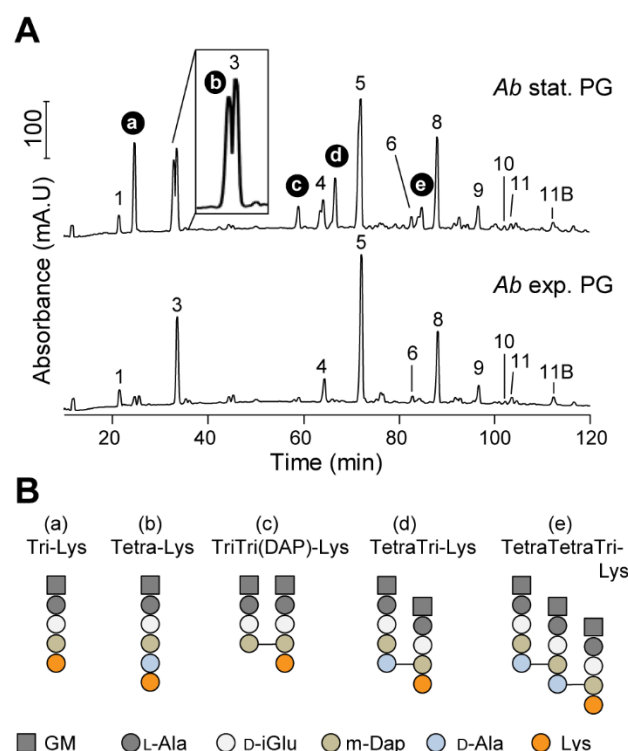 A
Absorbance (mA.U)
100
Ab stat. PG
1
a
b
3
c
4
d
5
6
e
8
9
10
11
11B
Ab exp. PG
1
3
4
5
6
8
9
10
11
11B
20 40 60 80 100 120
Time (min)
B
(a) (b) (c) (d) (e)
Tri-Lys Tetra-Lys TriTri(DAP)-Lys TetraTri-Lys TetraTetraTri-
Lys
GM L-Ala D-iGlu m-Dap D-Ala Lys